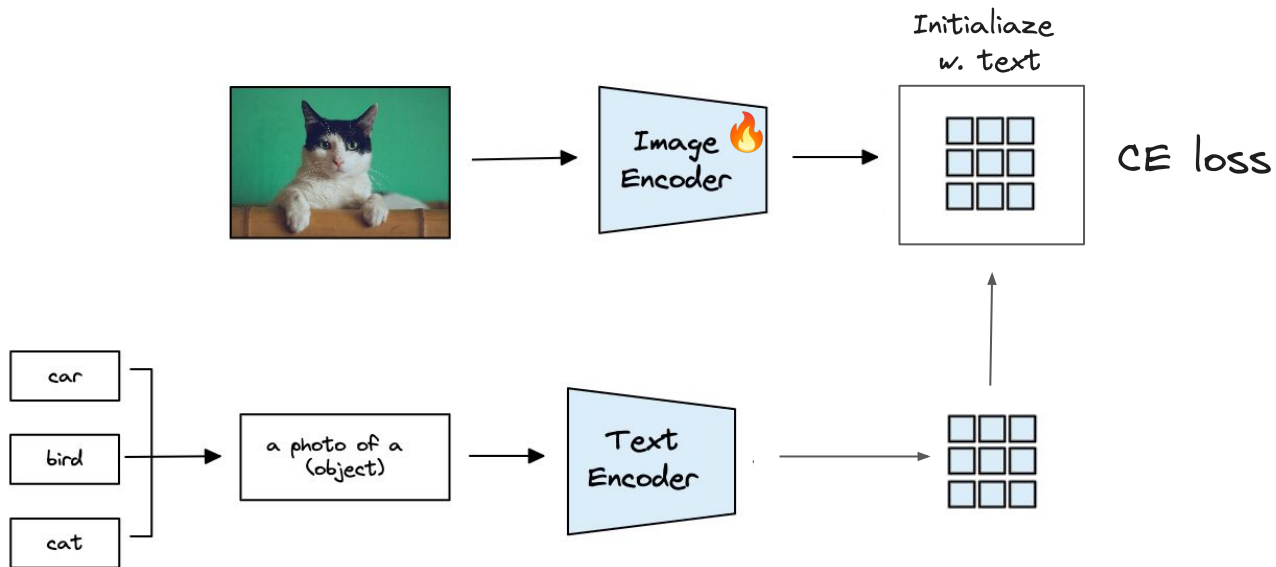 Initialiaze
w. text
Image
Encoder
CE loss
car
bird
cat
a photo of a
(object)
Text
Encoder